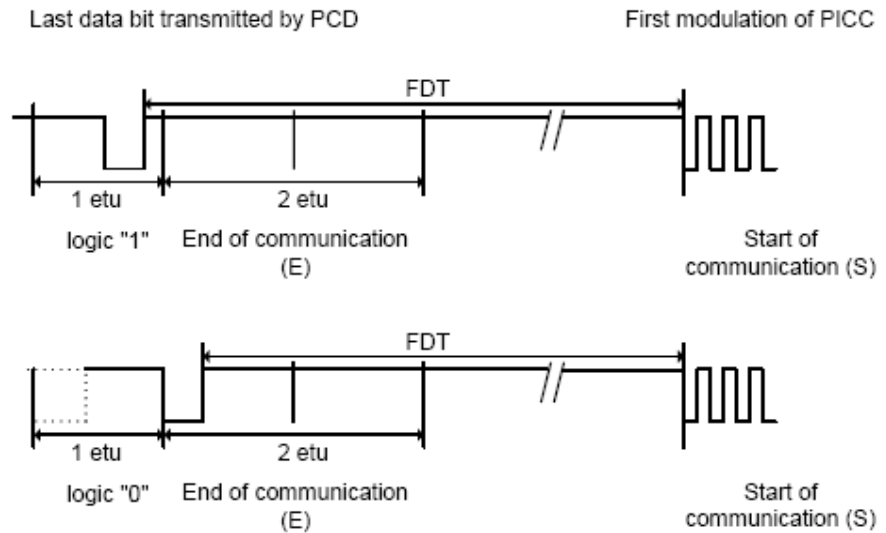 Last data bit transmitted by PCD
First modulation of PICC
FDT
1 etu
2 etu
logic "1"
End of communication
(E)
Start of
communication (S)
FDT
1 etu
2 etu
logic "0"
End of communication
(E)
Start of
communication (S)